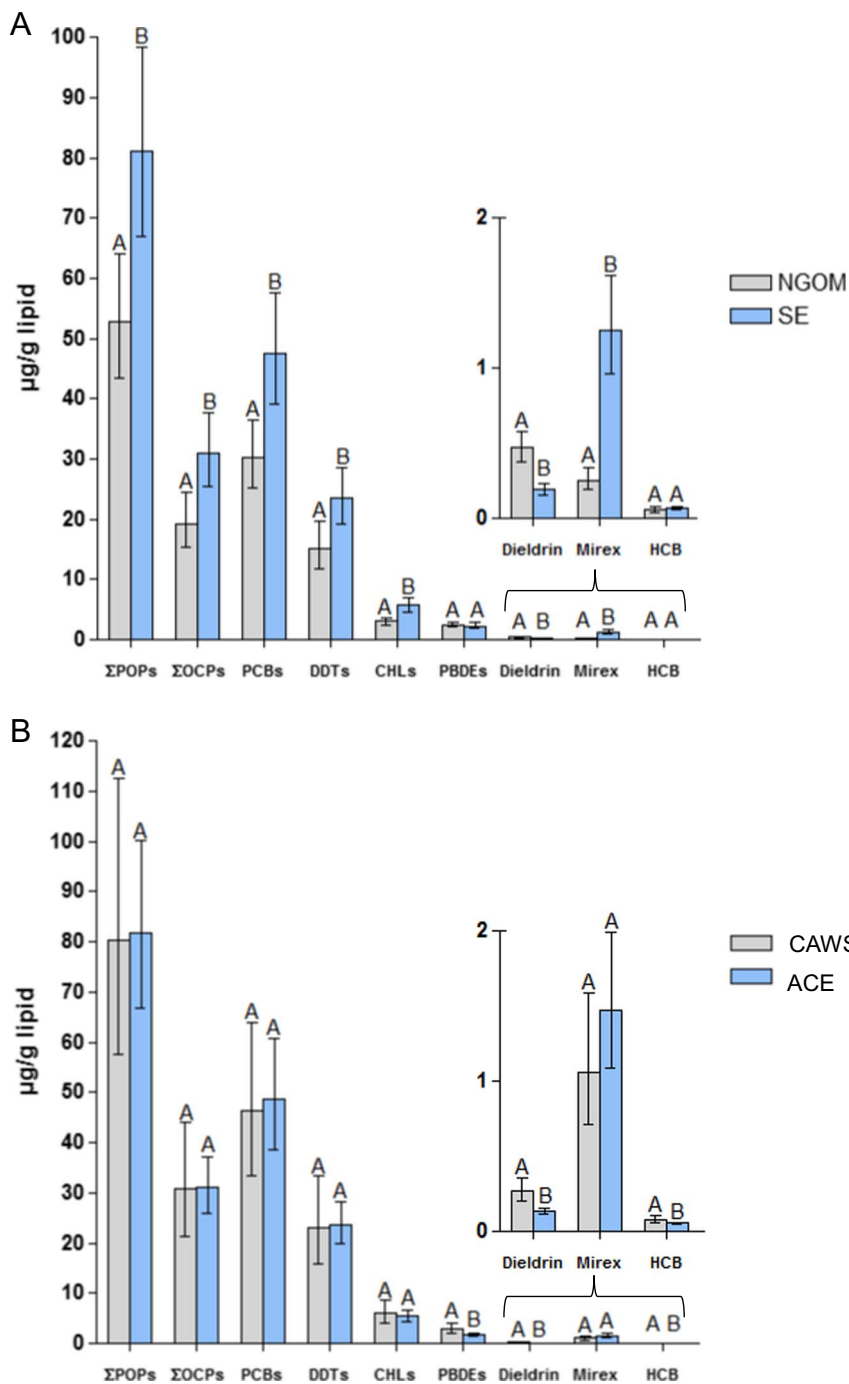 A
100
90
80
70
60
50
40
30
20
10
0
µg/g lipid
A B
A B
A B
A B
A B
A A
A B
A B
A A
ΣPOPs ΣOCPs PCBs DDTs CHLs PBDEs Dieldrin Mirex HCB
2
1
0
A B
A B
A A
Dieldrin Mirex HCB
NGOM
SE
B
120
110
100
90
80
70
60
50
40
30
20
10
0
µg/g lipid
A A
A A
A A
A A
A A
A B
A B
A A
A B
ΣPOPs ΣOCPs PCBs DDTs CHLs PBDEs Dieldrin Mirex HCB
2
1
0
A B
A A
A B
Dieldrin Mirex HCB
CAWS
ACE